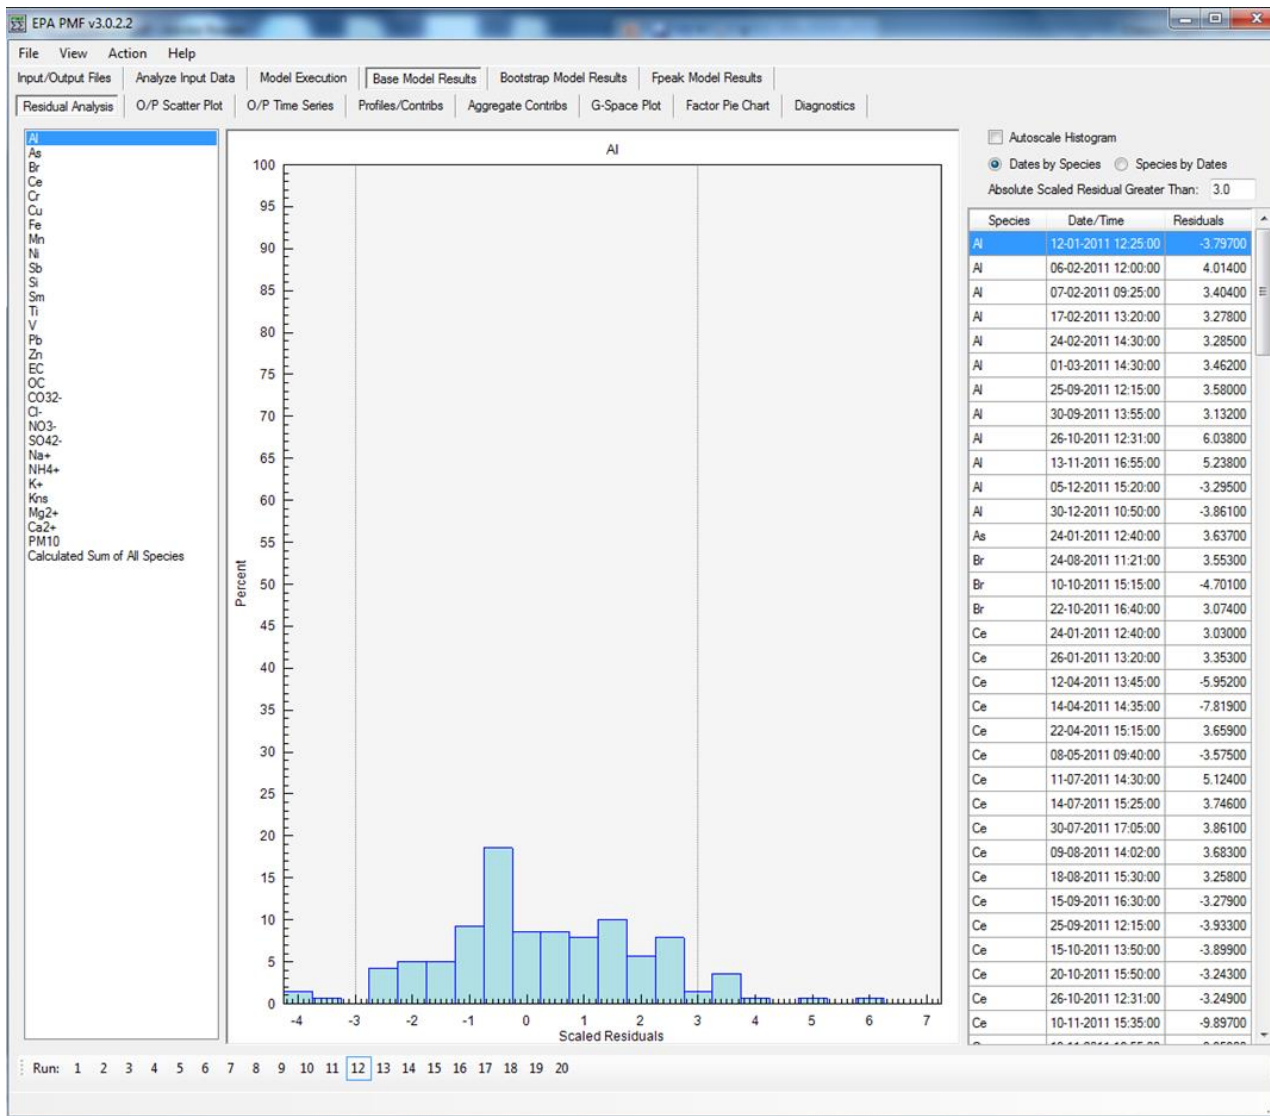 EPA PMF v3.0.2.2
File View Action Help
Input/Output Files Analyze Input Data Model Execution Base Model Results Bootstrap Model Results Fpeak Model Results
Residual Analysis O/P Scatter Plot O/P Time Series Profiles/Contribs Aggregate Contribs G-Space Plot Factor Pie Chart Diagnostics
Al
As
Br
Ce
Cr
Cu
Fe
Mn
Ni
Sb
Si
Sm
Ti
V
Pb
Zn
EC
OC
CO32-
Cl-
NO3-
SO42-
Na+
NH4+
K+
Kns
Mg2+
Ca2+
PM10
Calculated Sum of All Species
Al
100
95
90
85
80
75
70
65
60
55
50
45
40
35
30
25
20
15
10
5
0
Percent
-4 -3 -2 -1 0 1 2 3 4 5 6 7
Scaled Residuals
Autoscale Histogram
Dates by Species Species by Dates
Absolute Scaled Residual Greater Than: 3.0
Species Date/Time Residuals
Al 12-01-2011 12:25:00 -3.79700
Al 06-02-2011 12:00:00 4.01400
Al 07-02-2011 09:25:00 3.40400
Al 17-02-2011 13:20:00 3.27800
Al 24-02-2011 14:30:00 3.28500
Al 01-03-2011 14:30:00 3.46200
Al 25-09-2011 12:15:00 3.58000
Al 30-09-2011 13:55:00 3.13200
Al 26-10-2011 12:31:00 6.03800
Al 13-11-2011 16:55:00 5.23800
Al 05-12-2011 15:20:00 -3.29500
Al 30-12-2011 10:50:00 -3.86100
As 24-01-2011 12:40:00 3.63700
Br 24-08-2011 11:21:00 3.55300
Br 10-10-2011 15:15:00 -4.70100
Br 22-10-2011 16:40:00 3.07400
Ce 24-01-2011 12:40:00 3.03000
Ce 26-01-2011 13:20:00 3.35300
Ce 12-04-2011 13:45:00 -5.95200
Ce 14-04-2011 14:35:00 -7.81900
Ce 22-04-2011 15:15:00 3.65900
Ce 08-05-2011 09:40:00 -3.57500
Ce 11-07-2011 14:30:00 5.12400
Ce 14-07-2011 15:25:00 3.74600
Ce 30-07-2011 17:05:00 3.86100
Ce 09-08-2011 14:02:00 3.68300
Ce 18-08-2011 15:30:00 3.25800
Ce 15-09-2011 16:30:00 -3.27900
Ce 25-09-2011 12:15:00 -3.93300
Ce 15-10-2011 13:50:00 -3.89900
Ce 20-10-2011 15:50:00 -3.24300
Ce 26-10-2011 12:31:00 -3.24900
Ce 10-11-2011 15:35:00 -9.89700
Run: 1 2 3 4 5 6 7 8 9 10 11 12 13 14 15 16 17 18 19 20